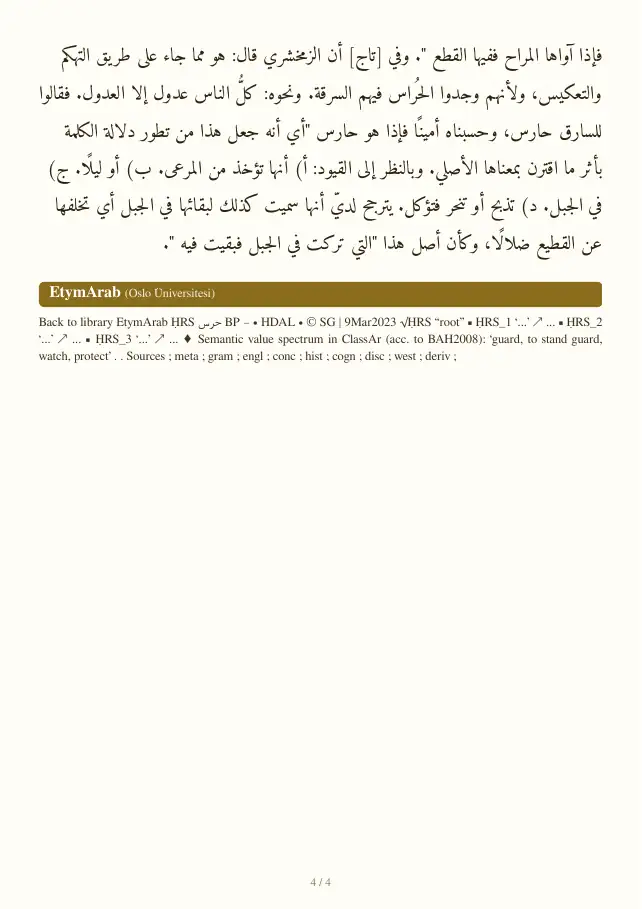 فإذا آواها المراح ففيها القطع ". وفي [تاج] أن الزمخشري قال: هو مما جاء على طريق التهكم
والتعكيس، ولأنهم وجدوا الحُراس فيهم السرقة. ونحوه: كلُّ الناس عدول إلا العدول. فقالوا
للسارق حارس، وحسبناه أمينًا فإذا هو حارس "أي أنه جعل هذا من تطور دلالة الكلمة
بأثر ما اقترن بمعناها الأصلي. وبالنظر إلى القيود: أ) أنها تؤخذ من المرعى. ب) أو ليلًا. ج)
في الجبل. د) تذبح أو تنحر فتؤكل. يترجح لديّ أنها سميت كذلك لبقائها في الجبل أي تخلفها
عن القطيع ضلالًا، وكأن أصل هذا "التي تركت في الجبل فبقيت فيه ".
EtymArab (Oslo Üniversitesi)
Back to library EtymArab ḤRS حرس BP – • HDAL • © SG | 9Mar2023 √ḤRS “root” ▪ ḤRS_1 ‘…’ ↗ ... ▪ ḤRS_2
‘…’ ↗ ... ▪ ḤRS_3 ‘…’ ↗ ... ♦ Semantic value spectrum in ClassAr (acc. to BAH2008): ‘guard, to stand guard,
watch, protect’ . . Sources ; meta ; gram ; engl ; conc ; hist ; cogn ; disc ; west ; deriv ;
4 / 4